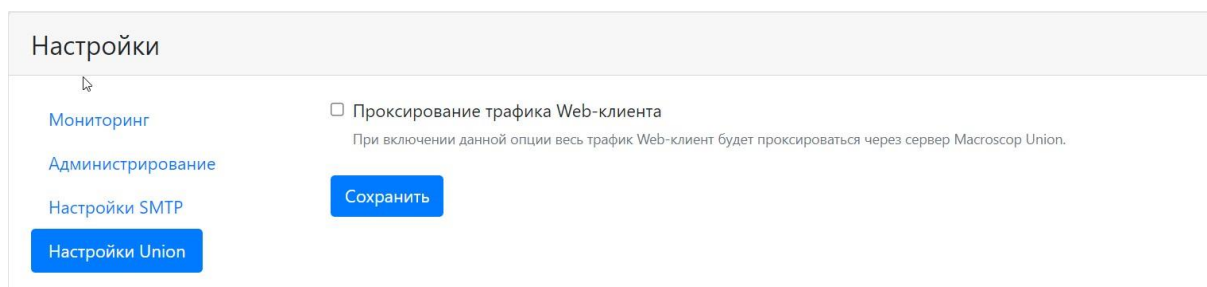 Настройки
Мониторинг
Администрирование
Настройки SMTP
Настройки Union
Проксирование трафика Web-клиента
При включении данной опции весь трафик Web-клиент будет проксироваться через сервер Macroscop Union.
Сохранить